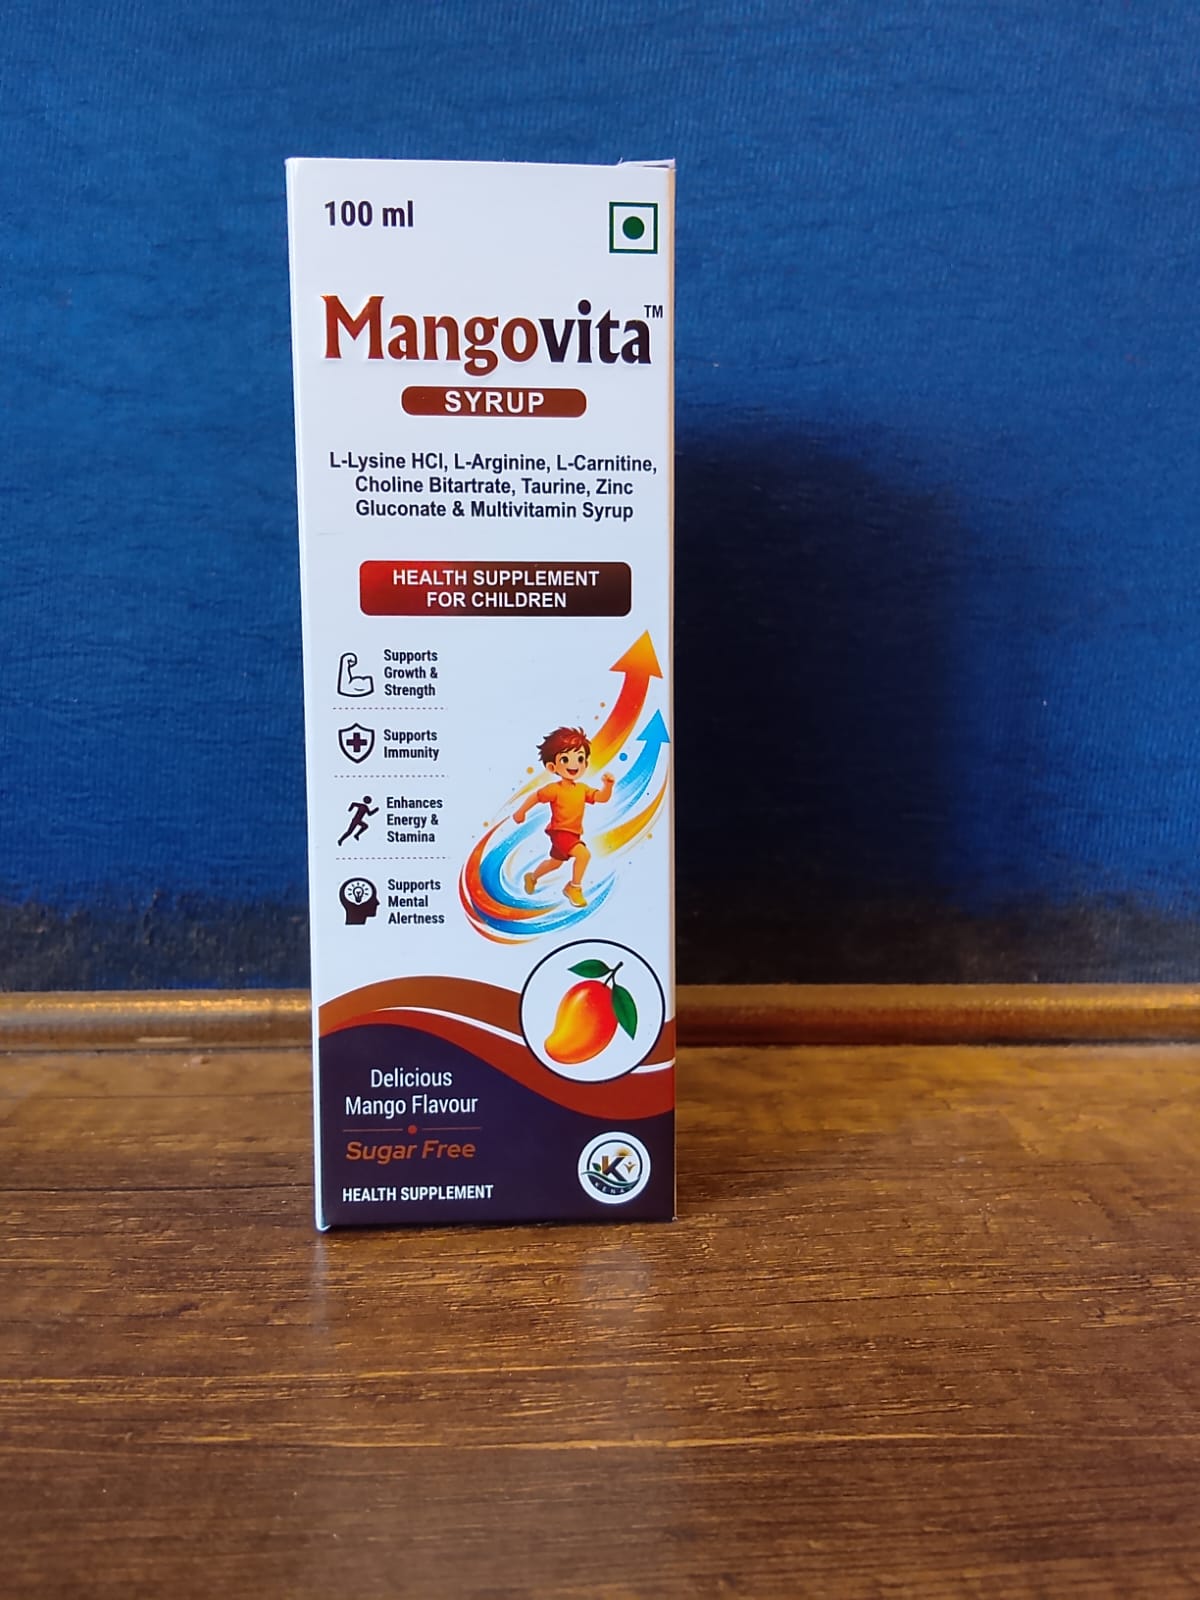 100 ml
Mangovita™
SYRUP
L-Lysine HCl, L-Arginine, L-Carnitine,
Choline Bitartrate, Taurine, Zinc
Gluconate & Multivitamin Syrup
HEALTH SUPPLEMENT
FOR CHILDREN
Supports
Growth &
Strength
Supports
Immunity
Enhances
Energy &
Stamina
Supports
Mental
Alertness
Delicious
Mango Flavour
Sugar Free
HEALTH SUPPLEMENT
K